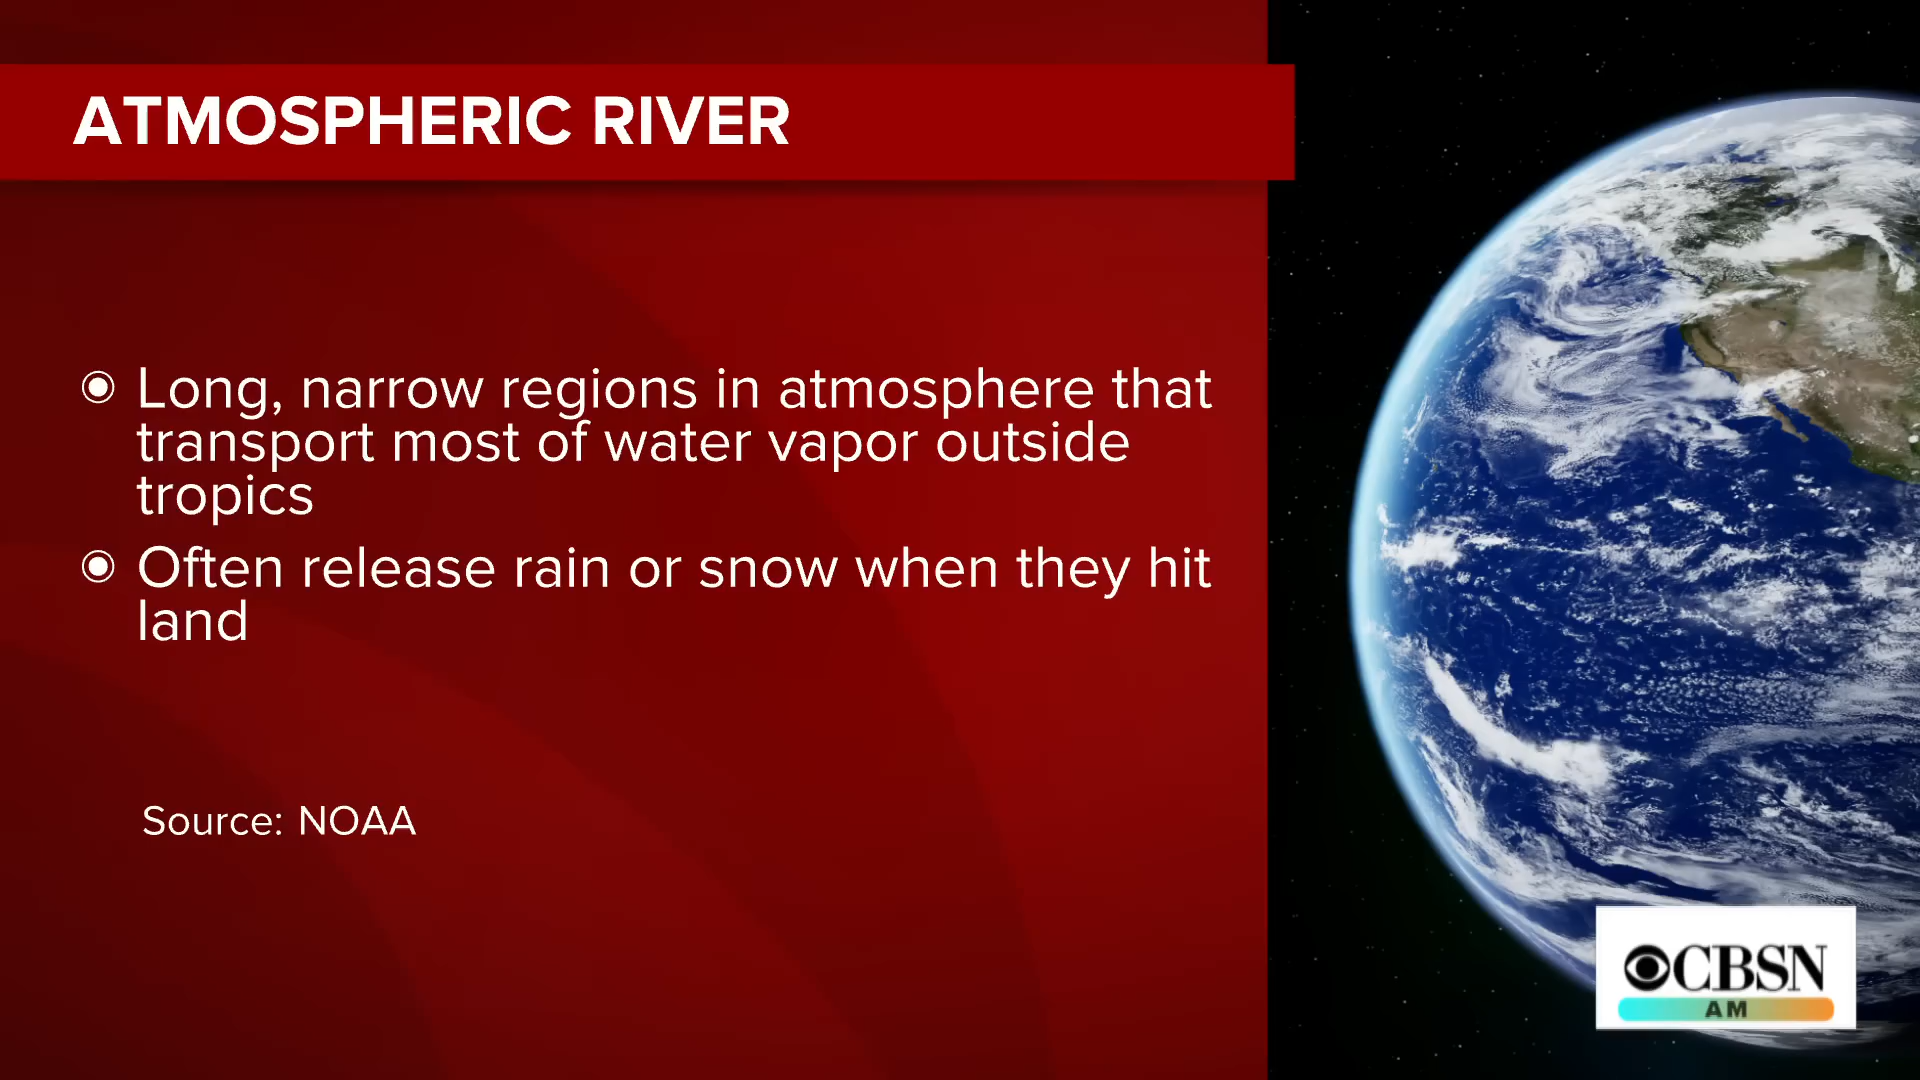 ATMOSPHERIC RIVER
Long, narrow regions in atmosphere that
transport most of water vapor outside
tropics
Often release rain or snow when they hit
land
Source: NOAA
CBSN
AM